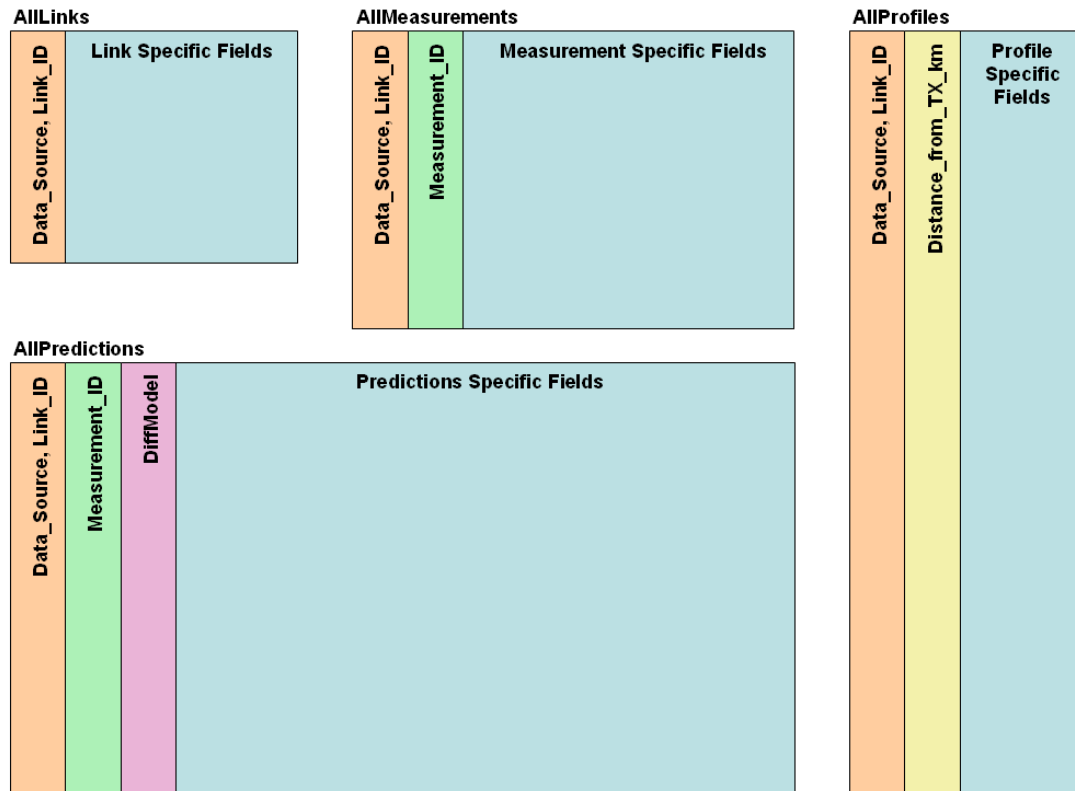 AllLinks
Data_Source, Link_ID
Link Specific Fields
AllMeasurements
Data_Source, Link_ID
Measurement_ID
Measurement Specific Fields
AllProfiles
Data_Source, Link_ID
Distance_from_TX_km
Profile
Specific
Fields
AllPredictions
Data_Source, Link_ID
Measurement_ID
DiffModel
Predictions Specific Fields